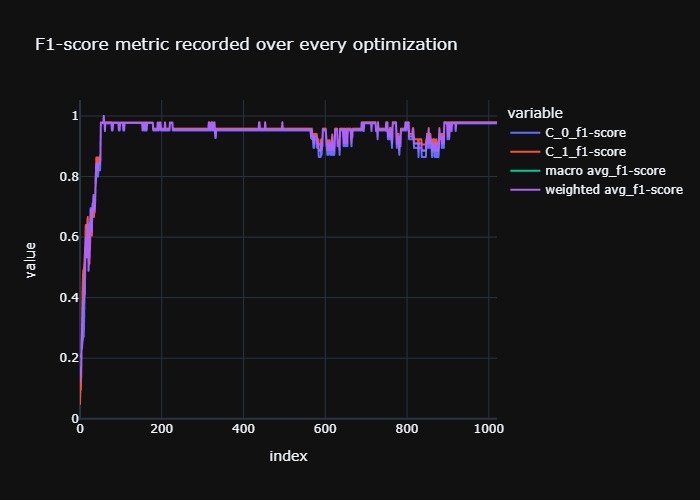 F1-score metric recorded over every optimization
1
0.8
0.6
0.4
0.2
0
value
0 200 400 600 800 1000
index
variable
C_0_f1-score
C_1_f1-score
macro avg_f1-score
weighted avg_f1-score